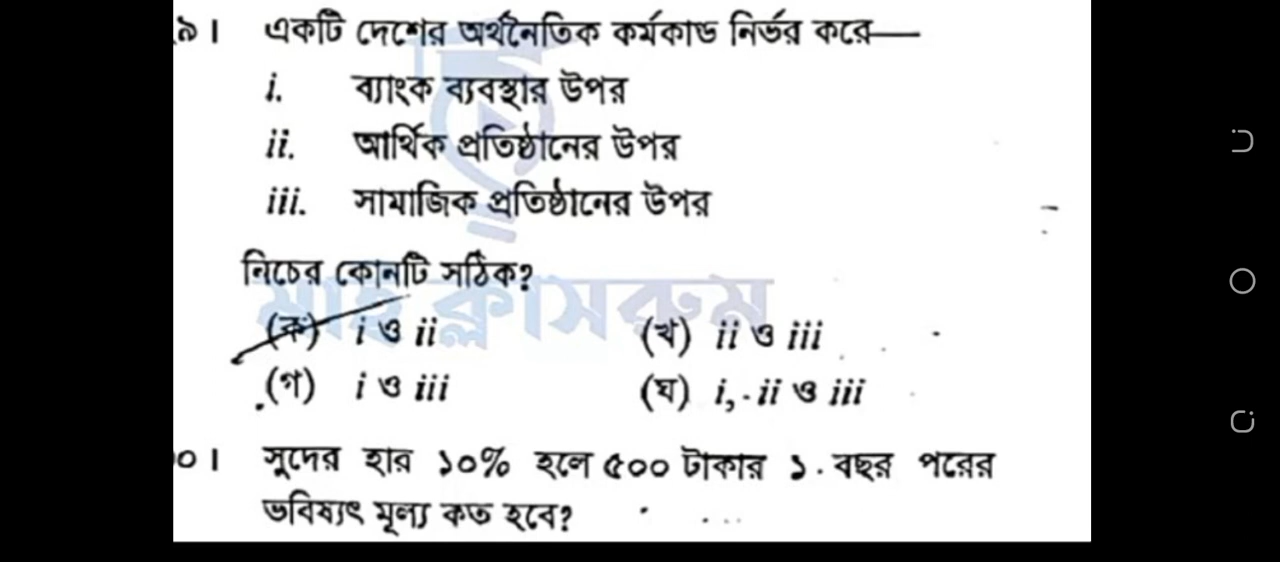 ৯। একটি দেশের অর্থনৈতিক কর্মকান্ড নির্ভর করে—
i. ব্যাংক ব্যবস্থার উপর
ii. আর্থিক প্রতিষ্ঠানের উপর
iii. সামাজিক প্রতিষ্ঠানের উপর
নিচের কোনটি সঠিক?
মাই ক্লাসরুম
(ক) i ও ii (খ) ii ও iii
(গ) i ও iii (ঘ) i, ii ও iii
০। সুদের হার ১০% হলে ৫০০ টাকার ১ বছর পরের
ভবিষ্যৎ মূল্য কত হবে?